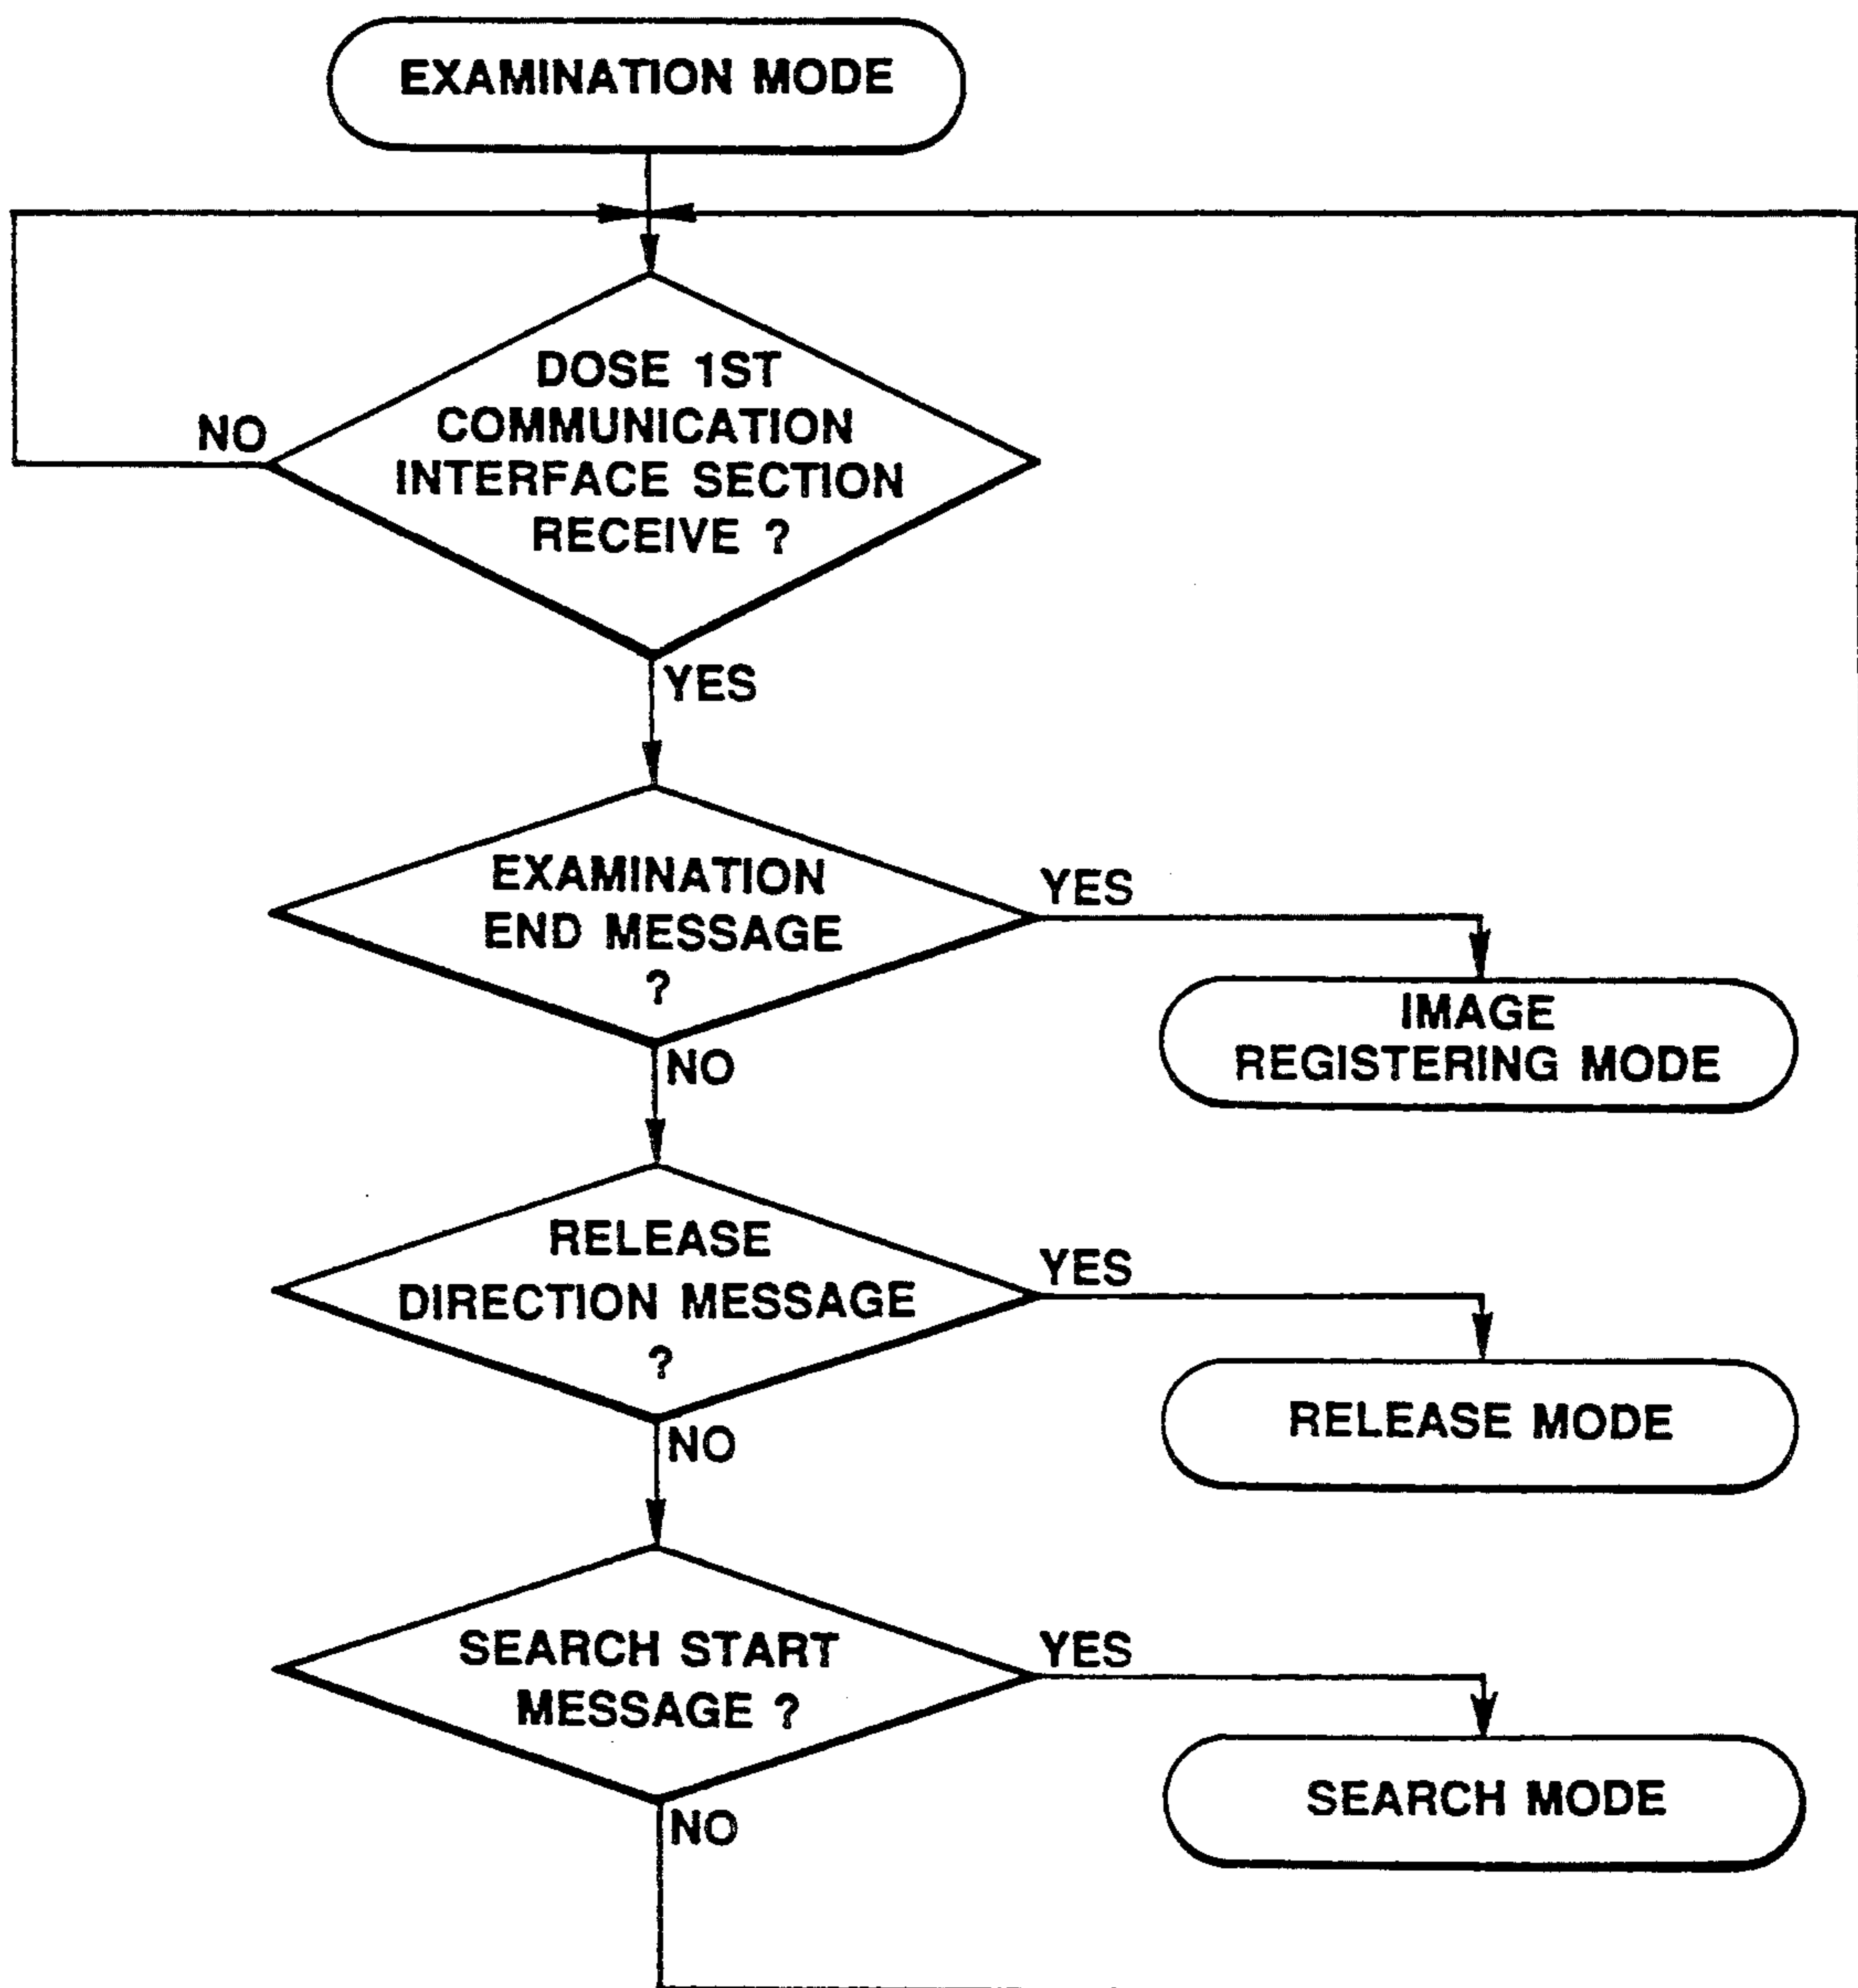 EXAMINATION MODE
DOSE 1ST
COMMUNICATION
INTERFACE SECTION
RECEIVE ?
NO
YES
EXAMINATION
END MESSAGE
?
YES
IMAGE
REGISTERING MODE
NO
RELEASE
DIRECTION MESSAGE
?
YES
RELEASE MODE
NO
SEARCH START
MESSAGE ?
YES
SEARCH MODE
NO